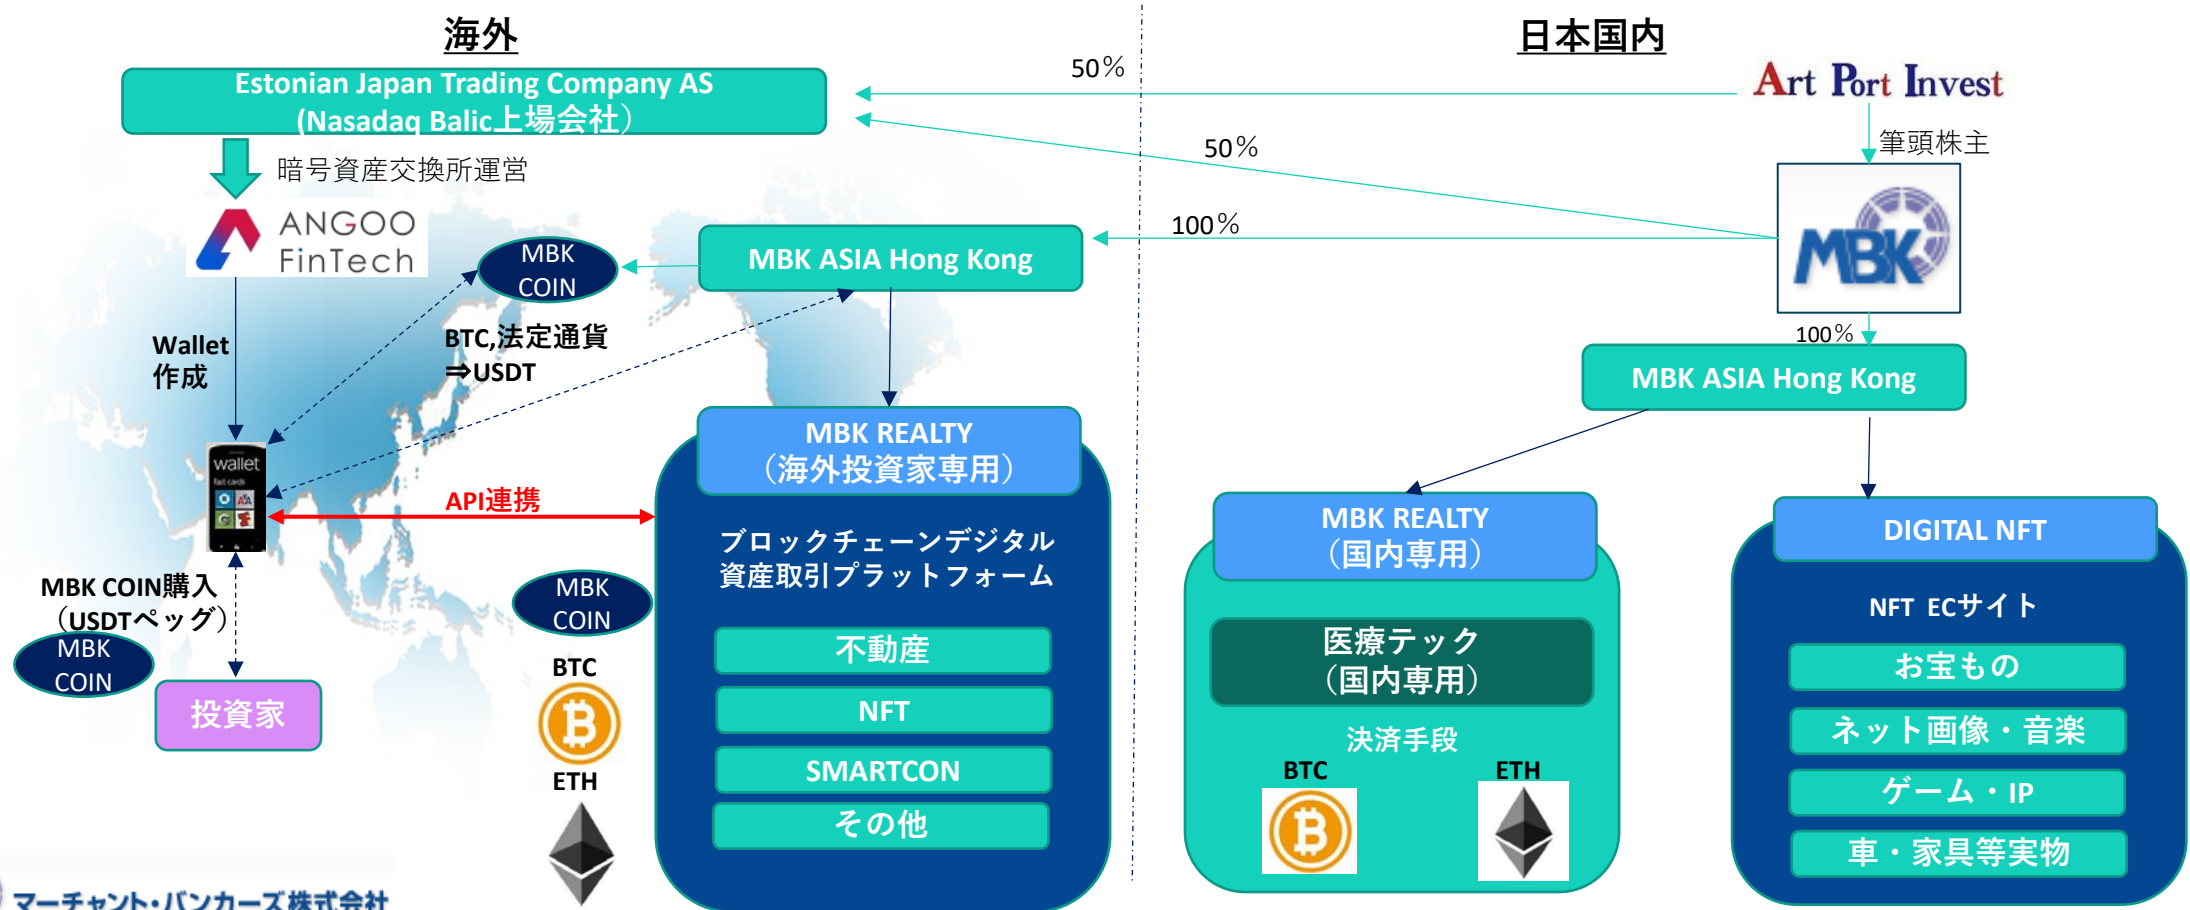 海外
日本国内
Estonian Japan Trading Company AS
(Nasadaq Balic上場会社）
50％
Art Port Invest
筆頭株主
50％
暗号資産交換所運営
ANGOO
FinTech
MBK
COIN
MBK ASIA Hong Kong
100％
MBK
100％
MBK ASIA Hong Kong
Wallet
作成
BTC,法定通貨
⇒USDT
MBK REALTY
（海外投資家専用）
wallet
fast cards
API連携
ブロックチェーンデジタル
資産取引プラットフォーム
MBK
COIN
不動産
NFT
SMARTCON
その他
BTC
ETH
MBK COIN購入
（USDTペッグ）
MBK
COIN
投資家
MBK REALTY
（国内専用）
医療テック
（国内専用）
決済手段
BTC
ETH
DIGITAL NFT
NFT ECサイト
お宝もの
ネット画像・音楽
ゲーム・IP
車・家具等実物
マーチャント・バンカーズ株式会社